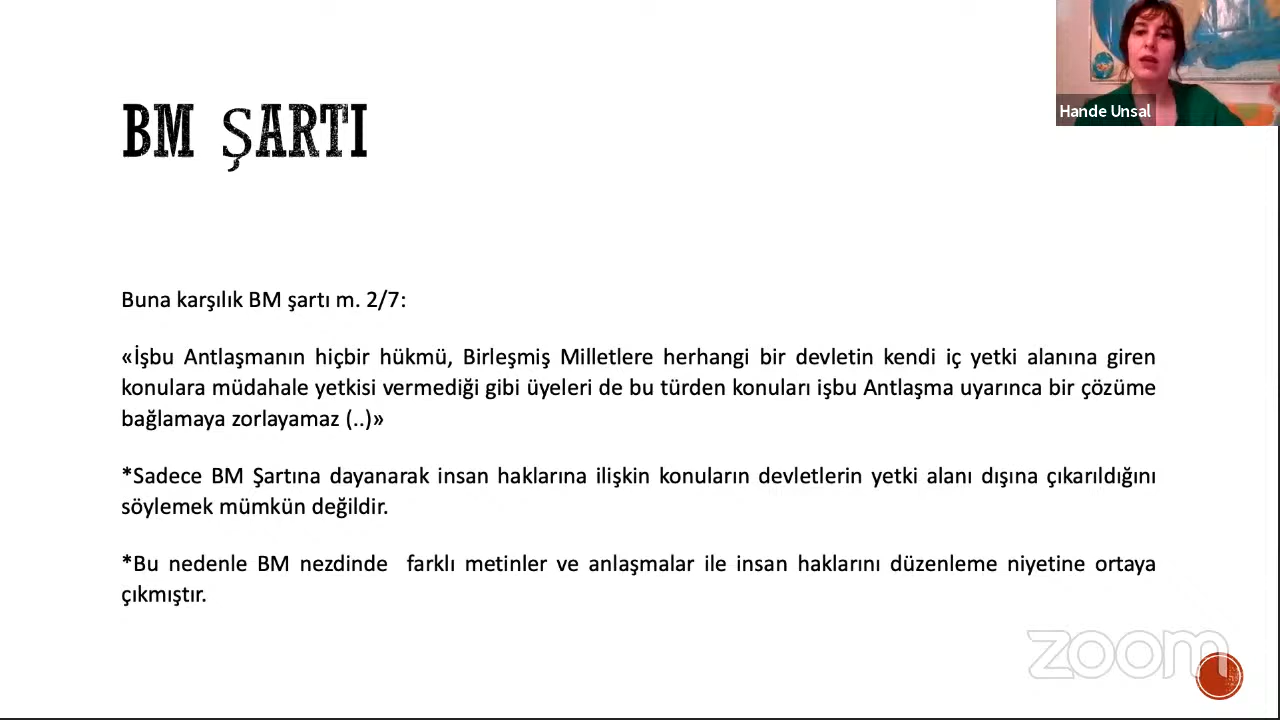 Hande Unsal
BM ŞARTI
Buna karşılık BM şartı m. 2/7:
«İşbu Antlaşmanın hiçbir hükmü, Birleşmiş Milletlere herhangi bir devletin kendi iç yetki alanına giren
konulara müdahale yetkisi vermediği gibi üyeleri de bu türden konuları işbu Antlaşma uyarınca bir çözüme
bağlamaya zorlayamaz (..)»
*Sadece BM Şartına dayanarak insan haklarına ilişkin konuların devletlerin yetki alanı dışına çıkarıldığını
söylemek mümkün değildir.
*Bu nedenle BM nezdinde farklı metinler ve anlaşmalar ile insan haklarını düzenleme niyetine ortaya
çıkmıştır.
zoom